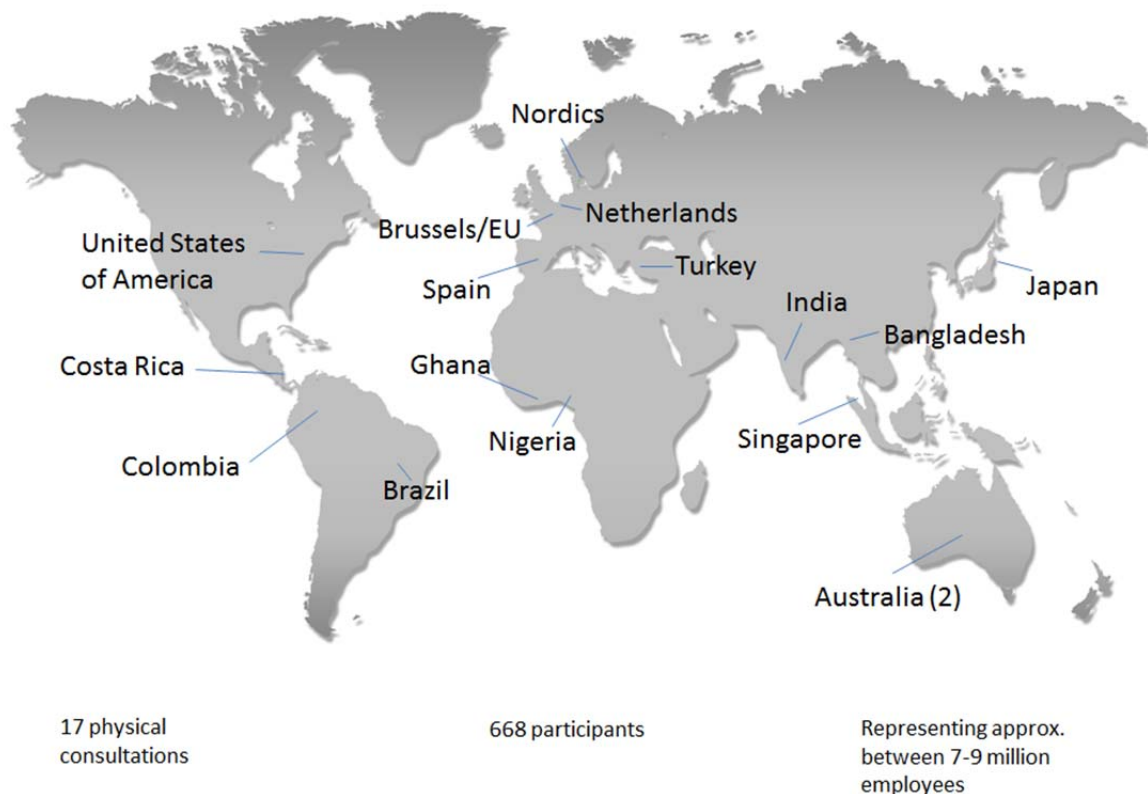 Nordics
Netherlands
Brussels/EU
United States
of America
Spain
Turkey
Japan
India
Bangladesh
Costa Rica
Ghana
Nigeria
Singapore
Colombia
Brazil
Australia (2)
17 physical
consultations
668 participants
Representing approx.
between 7-9 million
employees